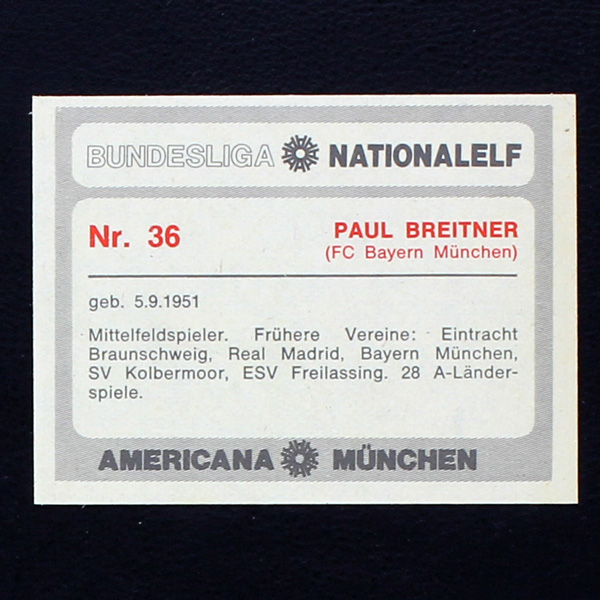 BUNDESLIGA NATIONALELF
Nr. 36 PAUL BREITNER
(FC Bayern München)
geb. 5.9.1951
Mittelfeldspieler. Frühere Vereine: Eintracht
Braunschweig, Real Madrid, Bayern München,
SV Kolbermoor, ESV Freilassing. 28 A-Länder-
spiele.
AMERICANA MÜNCHEN